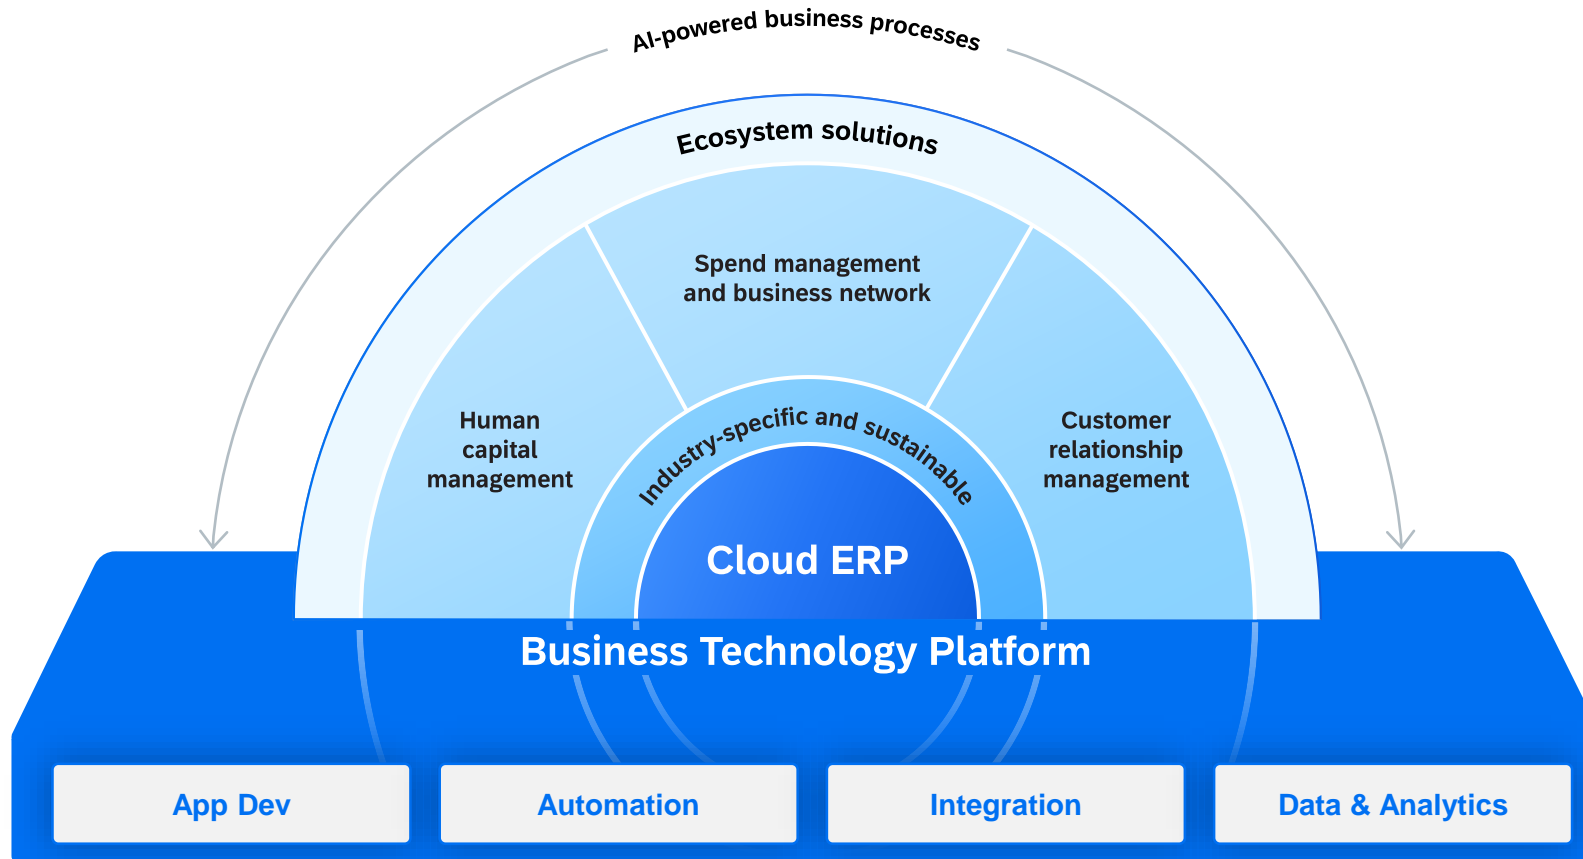 AI-powered business processes
Ecosystem solutions
Spend management
and business network
Human
capital
management
Customer
relationship
management
Industry-specific and sustainable
Cloud ERP
Business Technology Platform
App Dev
Automation
Integration
Data & Analytics